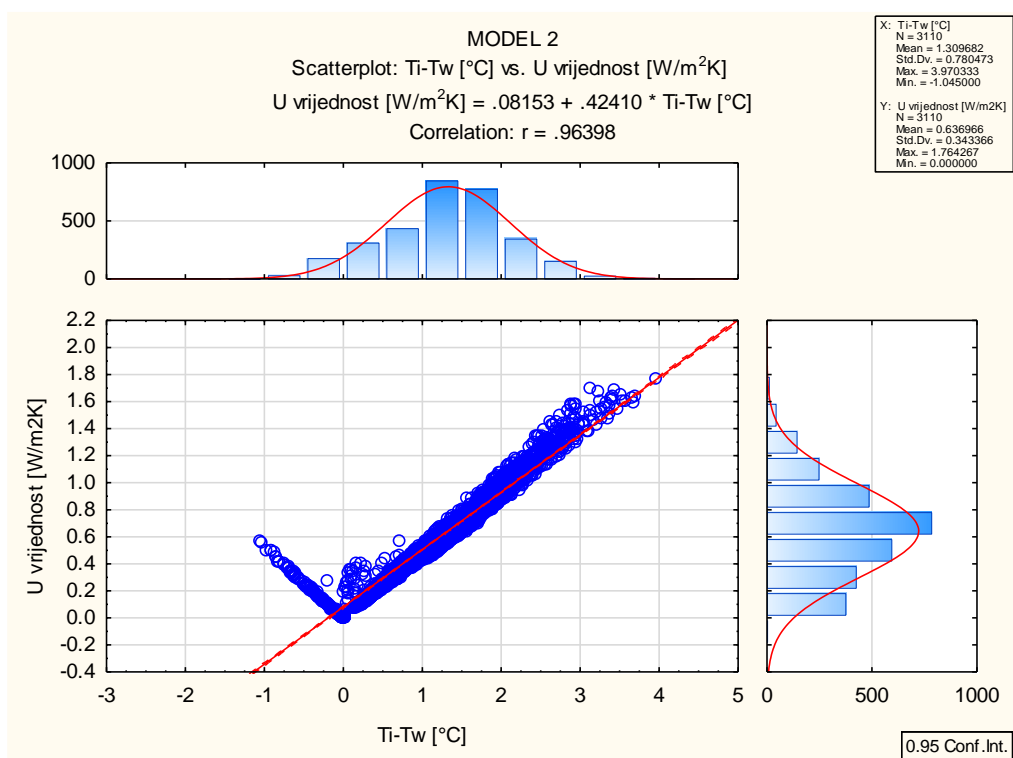 MODEL 2
Scatterplot: Ti-Tw [°C] vs. U vrijednost [W/m²K]
U vrijednost [W/m²K] = .08153 + .42410 * Ti-Tw [°C]
Correlation: r = .96398
X: Ti-Tw [°C]
N = 3110
Mean = 1.309682
Std.Dv. = 0.780473
Max. = 3.970333
Min. = -1.045000
Y: U vrijednost [W/m2K]
N = 3110
Mean = 0.636966
Std.Dv. = 0.343366
Max. = 1.764267
Min. = 0.000000
1000
500
0
2.2
2.0
1.8
1.6
1.4
1.2
1.0
0.8
0.6
0.4
0.2
0.0
-0.2
-0.4
U vrijednost [W/m2K]
-3 -2 -1 0 1 2 3 4 5
Ti-Tw [°C]
0 500 1000
0.95 Conf.Int.